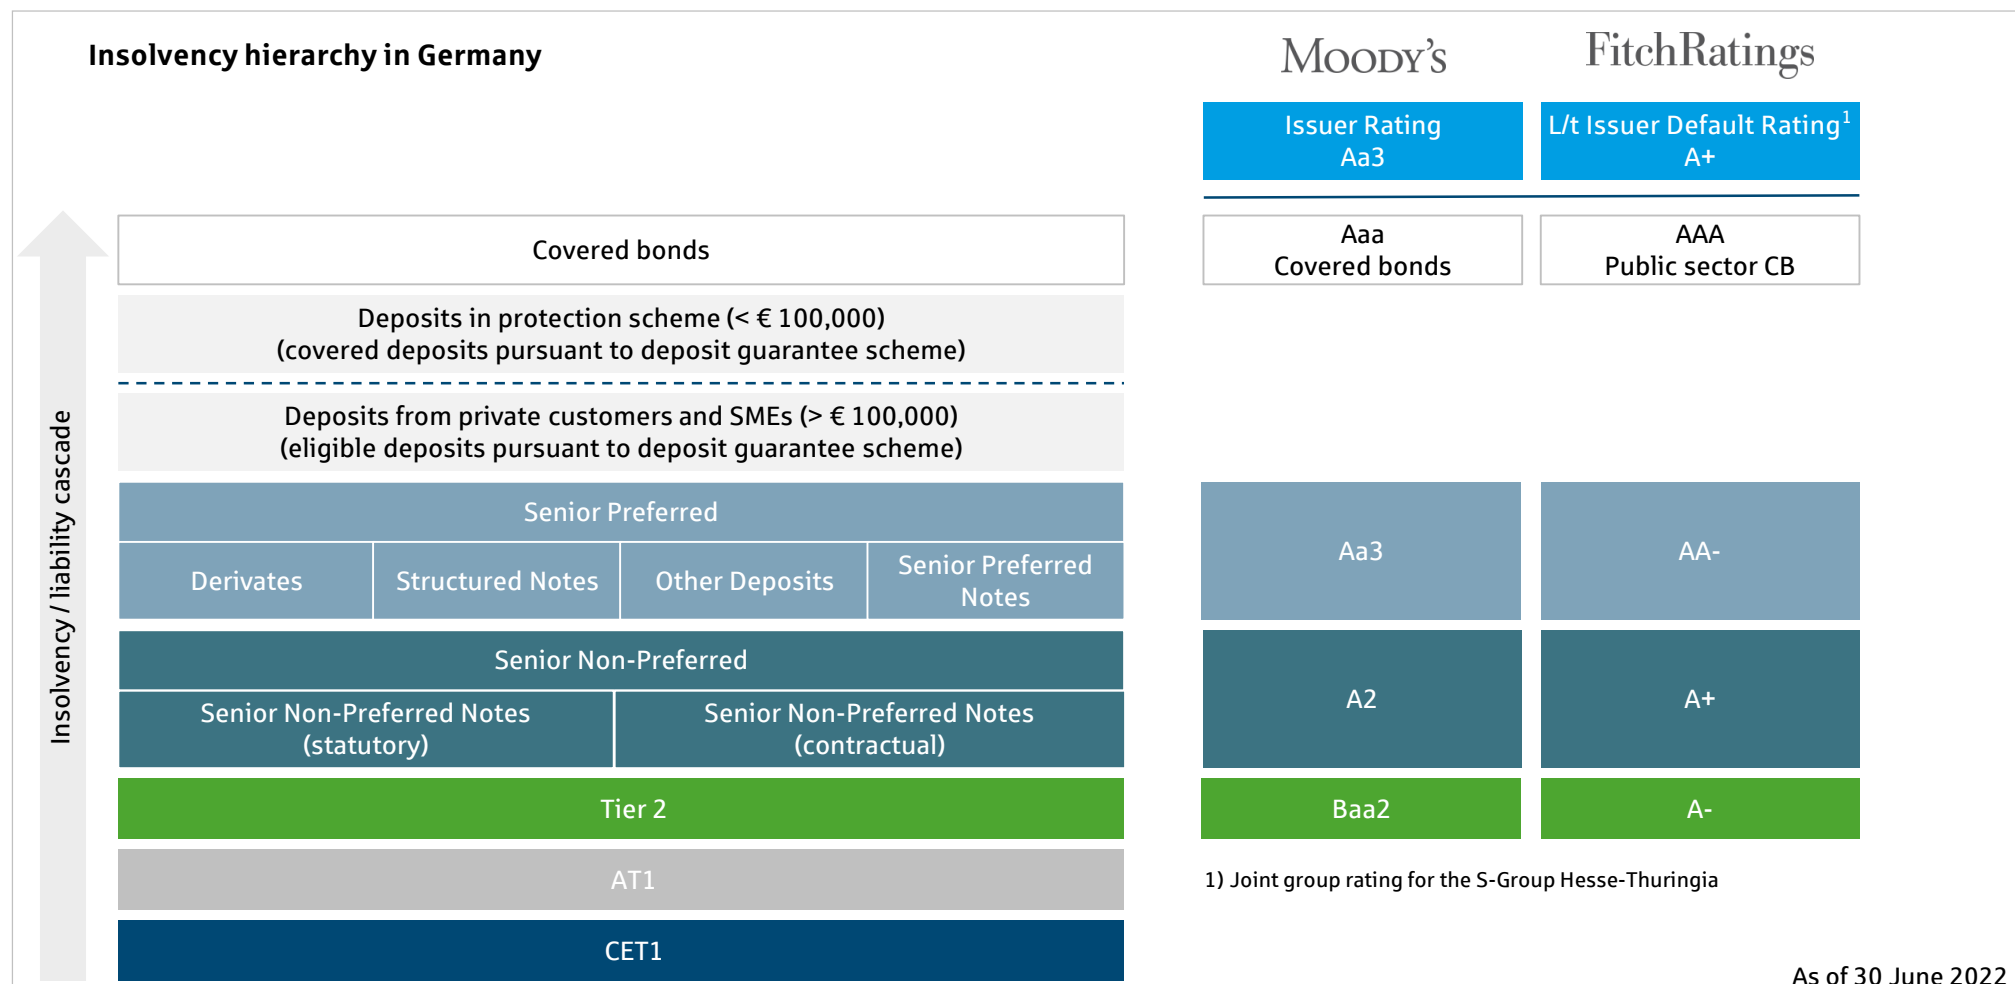 Insolvency hierarchy in Germany
MOODY'S
FitchRatings
Issuer Rating
Aa3
L/t Issuer Default Rating1
A+
Covered bonds
Aaa
Covered bonds
AAA
Public sector CB
Deposits in protection scheme (< € 100,000)
(covered deposits pursuant to deposit guarantee scheme)
Deposits from private customers and SMEs (> € 100,000)
(eligible deposits pursuant to deposit guarantee scheme)
Insolvency / liability cascade
Senior Preferred
Derivates
Structured Notes
Other Deposits
Senior Preferred
Notes
Aa3
AA-
Senior Non-Preferred
Senior Non-Preferred Notes
(statutory)
Senior Non-Preferred Notes
(contractual)
A2
A+
Tier 2
Baa2
A-
AT1
1) Joint group rating for the S-Group Hesse-Thuringia
CET1
As of 30 June 2022